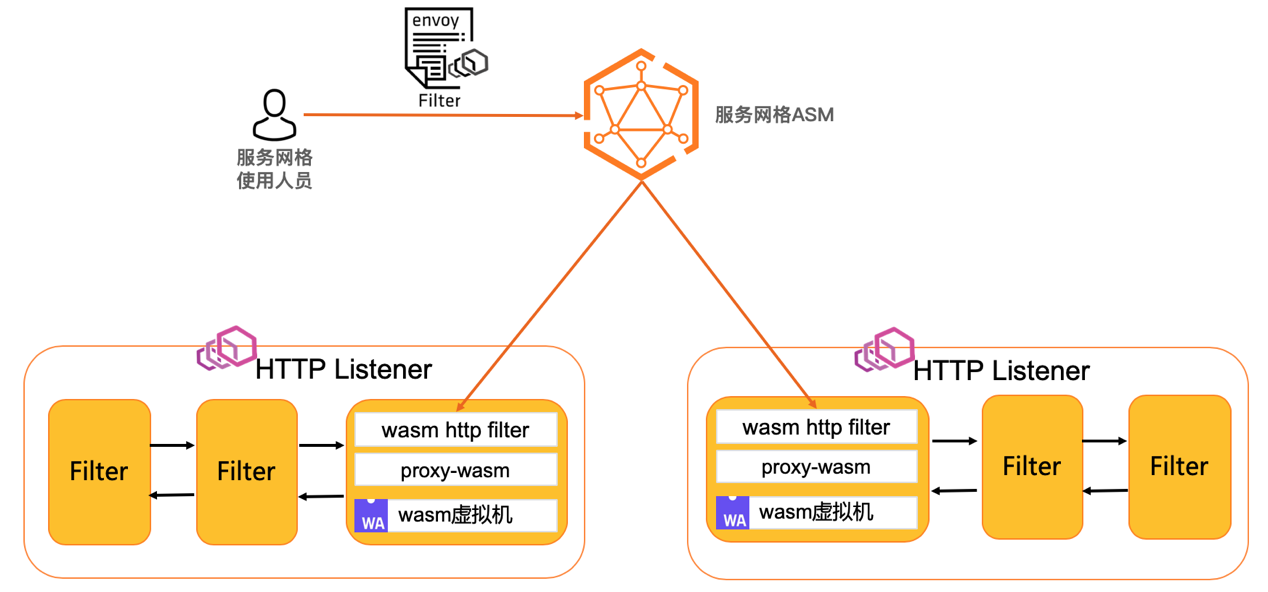 envoy
Filter
服务网格
使用人员
服务网格ASM
HTTP Listener
Filter
Filter
wasm http filter
proxy-wasm
WA
wasm虚拟机
HTTP Listener
wasm http filter
proxy-wasm
WA
wasm虚拟机
Filter
Filter